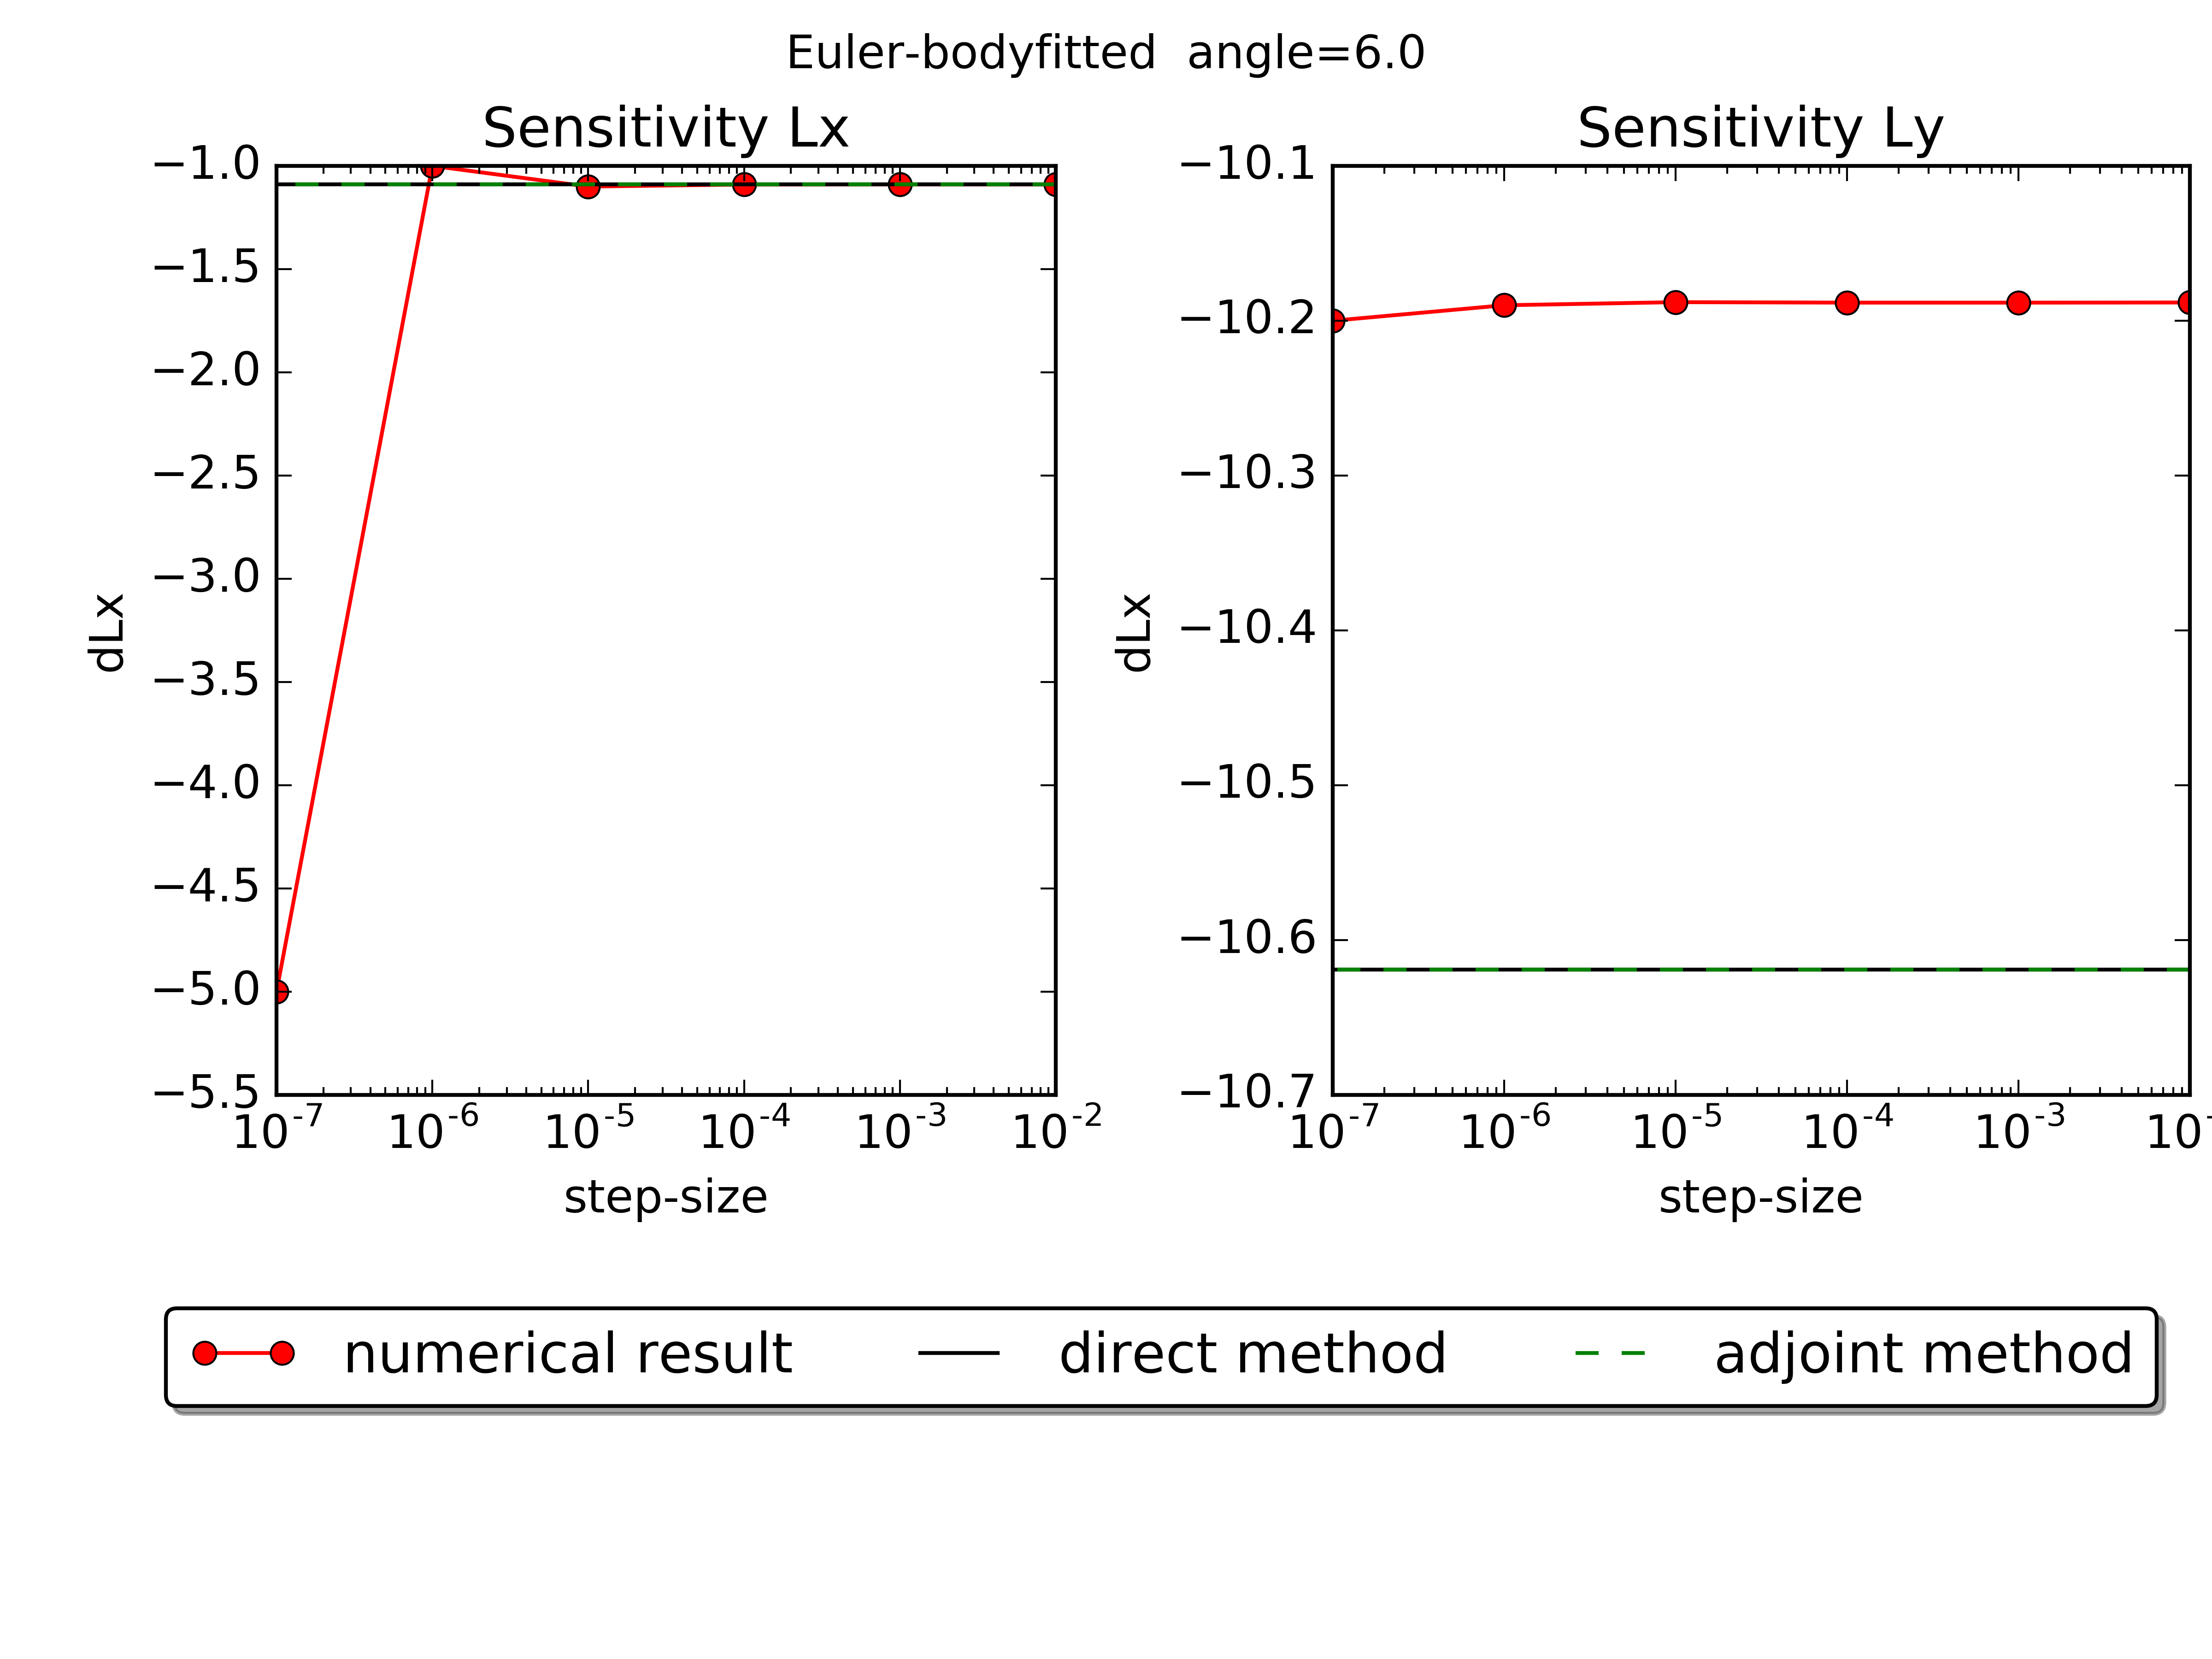 Euler-bodyfitted  angle=6.0
Sensitivity Lx
−1.0
−1.5
−2.0
−2.5
−3.0
−3.5
−4.0
−4.5
−5.0
−5.5
dLx
10⁻⁷ 10⁻⁶ 10⁻⁵ 10⁻⁴ 10⁻³ 10⁻²
step-size
Sensitivity Ly
−10.1
−10.2
−10.3
−10.4
−10.5
−10.6
−10.7
dLx
10⁻⁷ 10⁻⁶ 10⁻⁵ 10⁻⁴ 10⁻³ 10⁻
step-size
numerical result direct method adjoint method